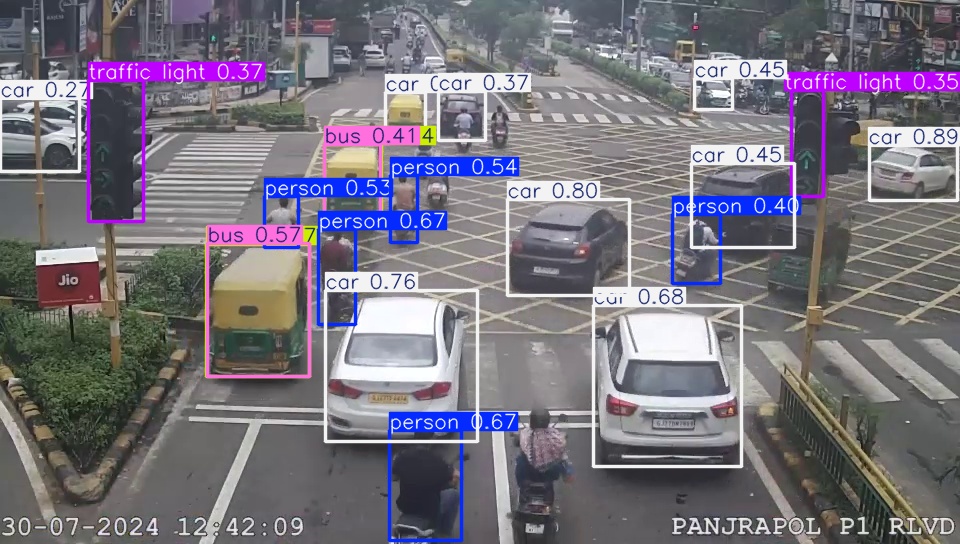 traffic light 0.37
traffic light 0.35
car 0.45
car 0.27
car 0.37
bus 0.41
4
car 0.89
car 0.45
person 0.54
person 0.53
car 0.80
person 0.40
person 0.67
bus 0.57
7
Jio
car 0.76
car 0.68
person 0.67
30-07-2024 12:42:09
PANJRAPOL P1 RLVD